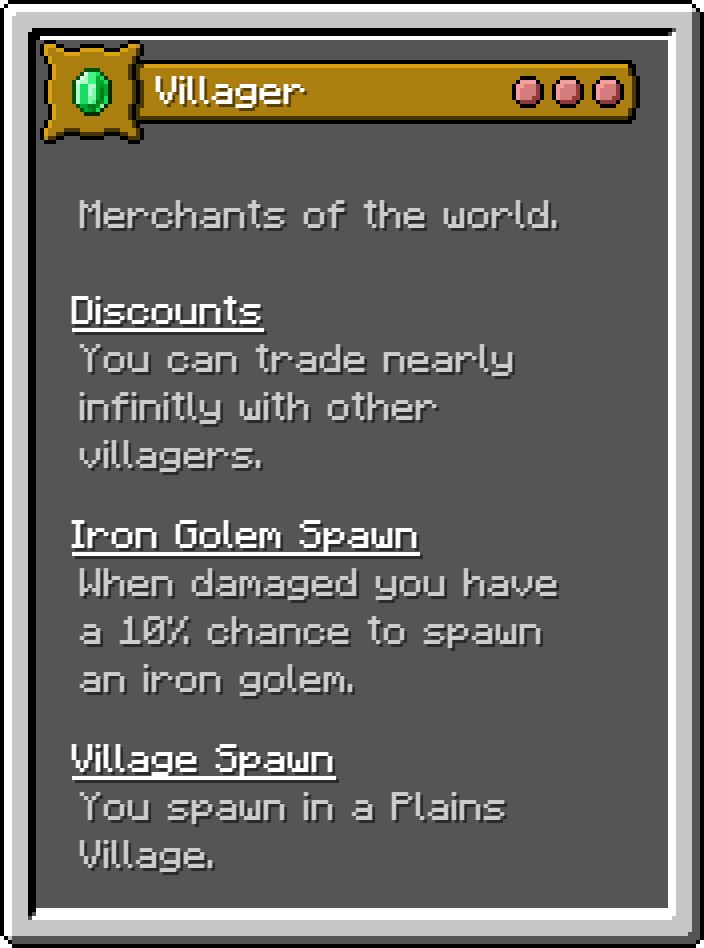 Villager
Merchants of the world.
Discounts
You can trade nearly
infinitly with other
villagers.
Iron Golem Spawn
When damaged you have
a 10% chance to spawn
an iron golem.
Village Spawn
You spawn in a Plains
Village.